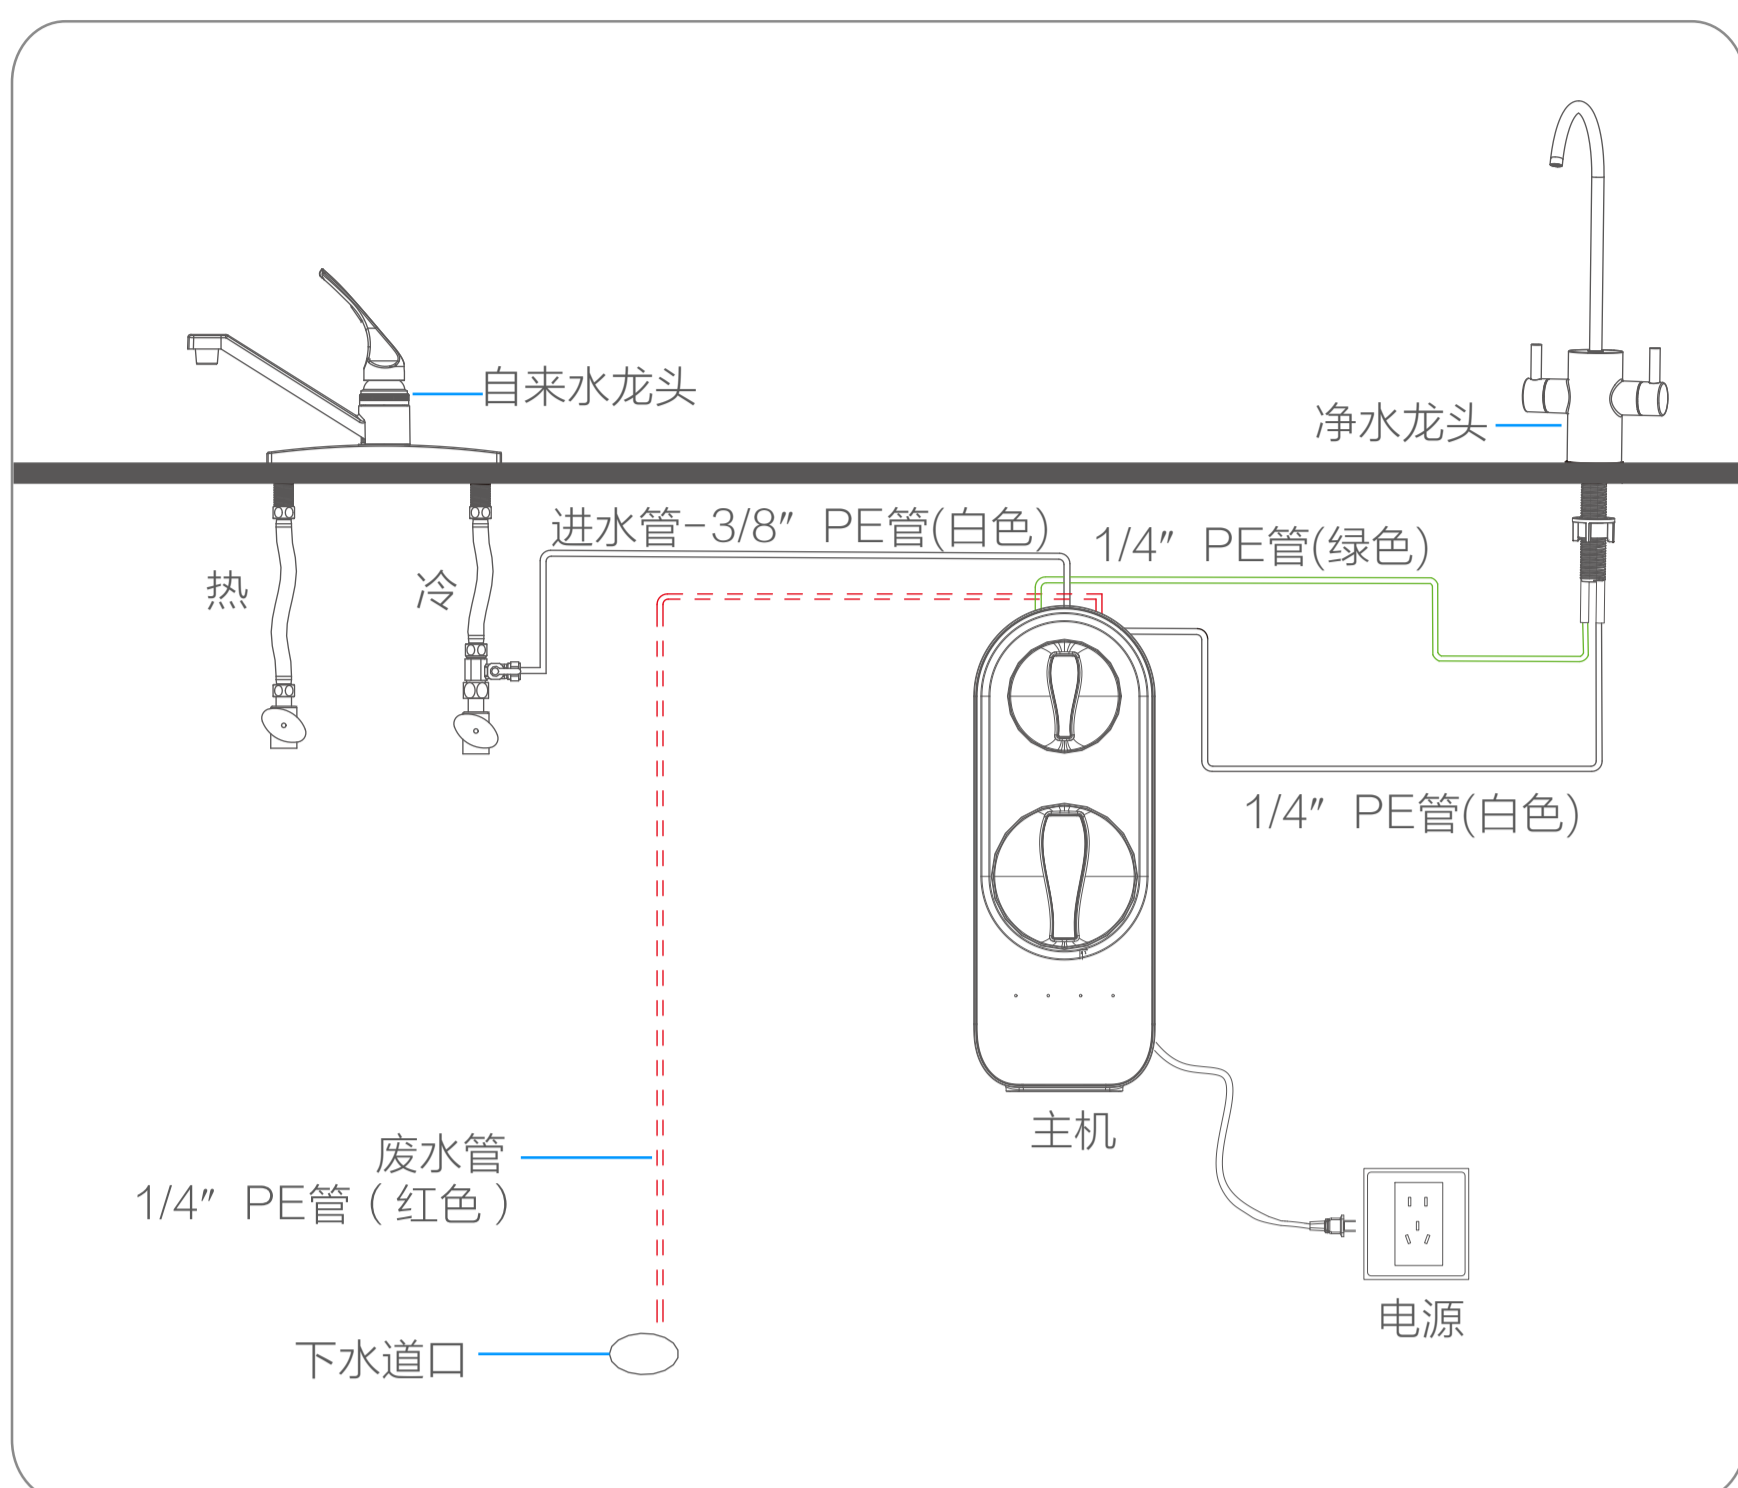 自来水龙头
净水龙头
进水管-3/8″ PE管(白色)
1/4″ PE管(绿色)
热
冷
1/4″ PE管(白色)
主机
废水管
1/4″ PE管（红色）
电源
下水道口